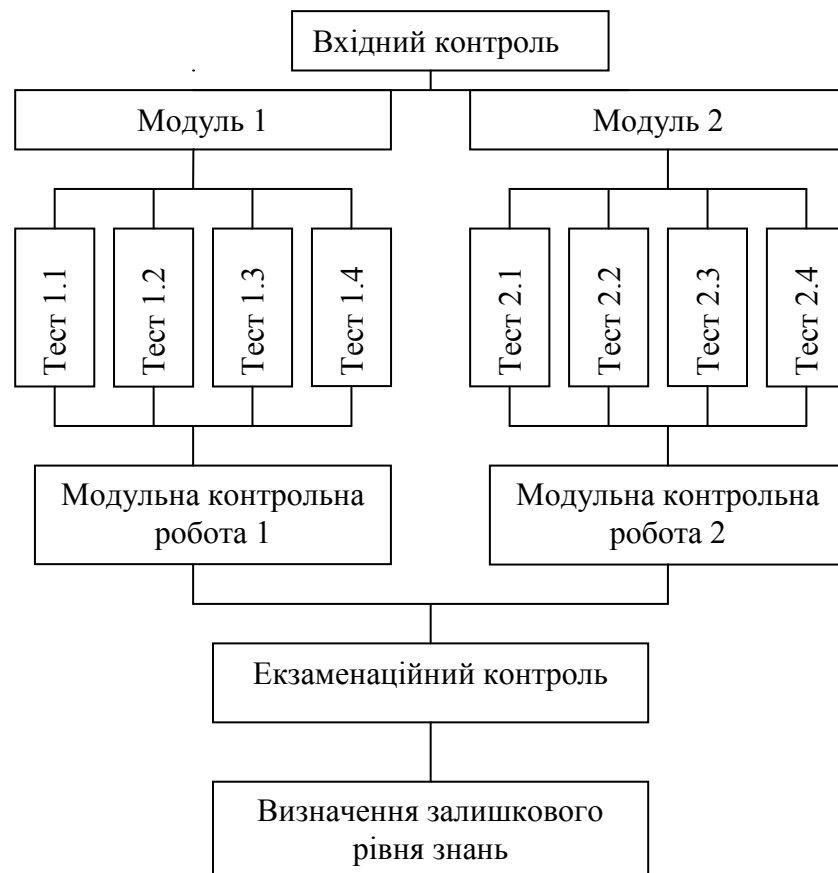 Вхідний контроль
Модуль 1
Модуль 2
Тест 1.1
Тест 1.2
Тест 1.3
Тест 1.4
Тест 2.1
Тест 2.2
Тест 2.3
Тест 2.4
Модульна контрольна
робота 1
Модульна контрольна
робота 2
Екзаменаційний контроль
Визначення залишкового
рівня знань